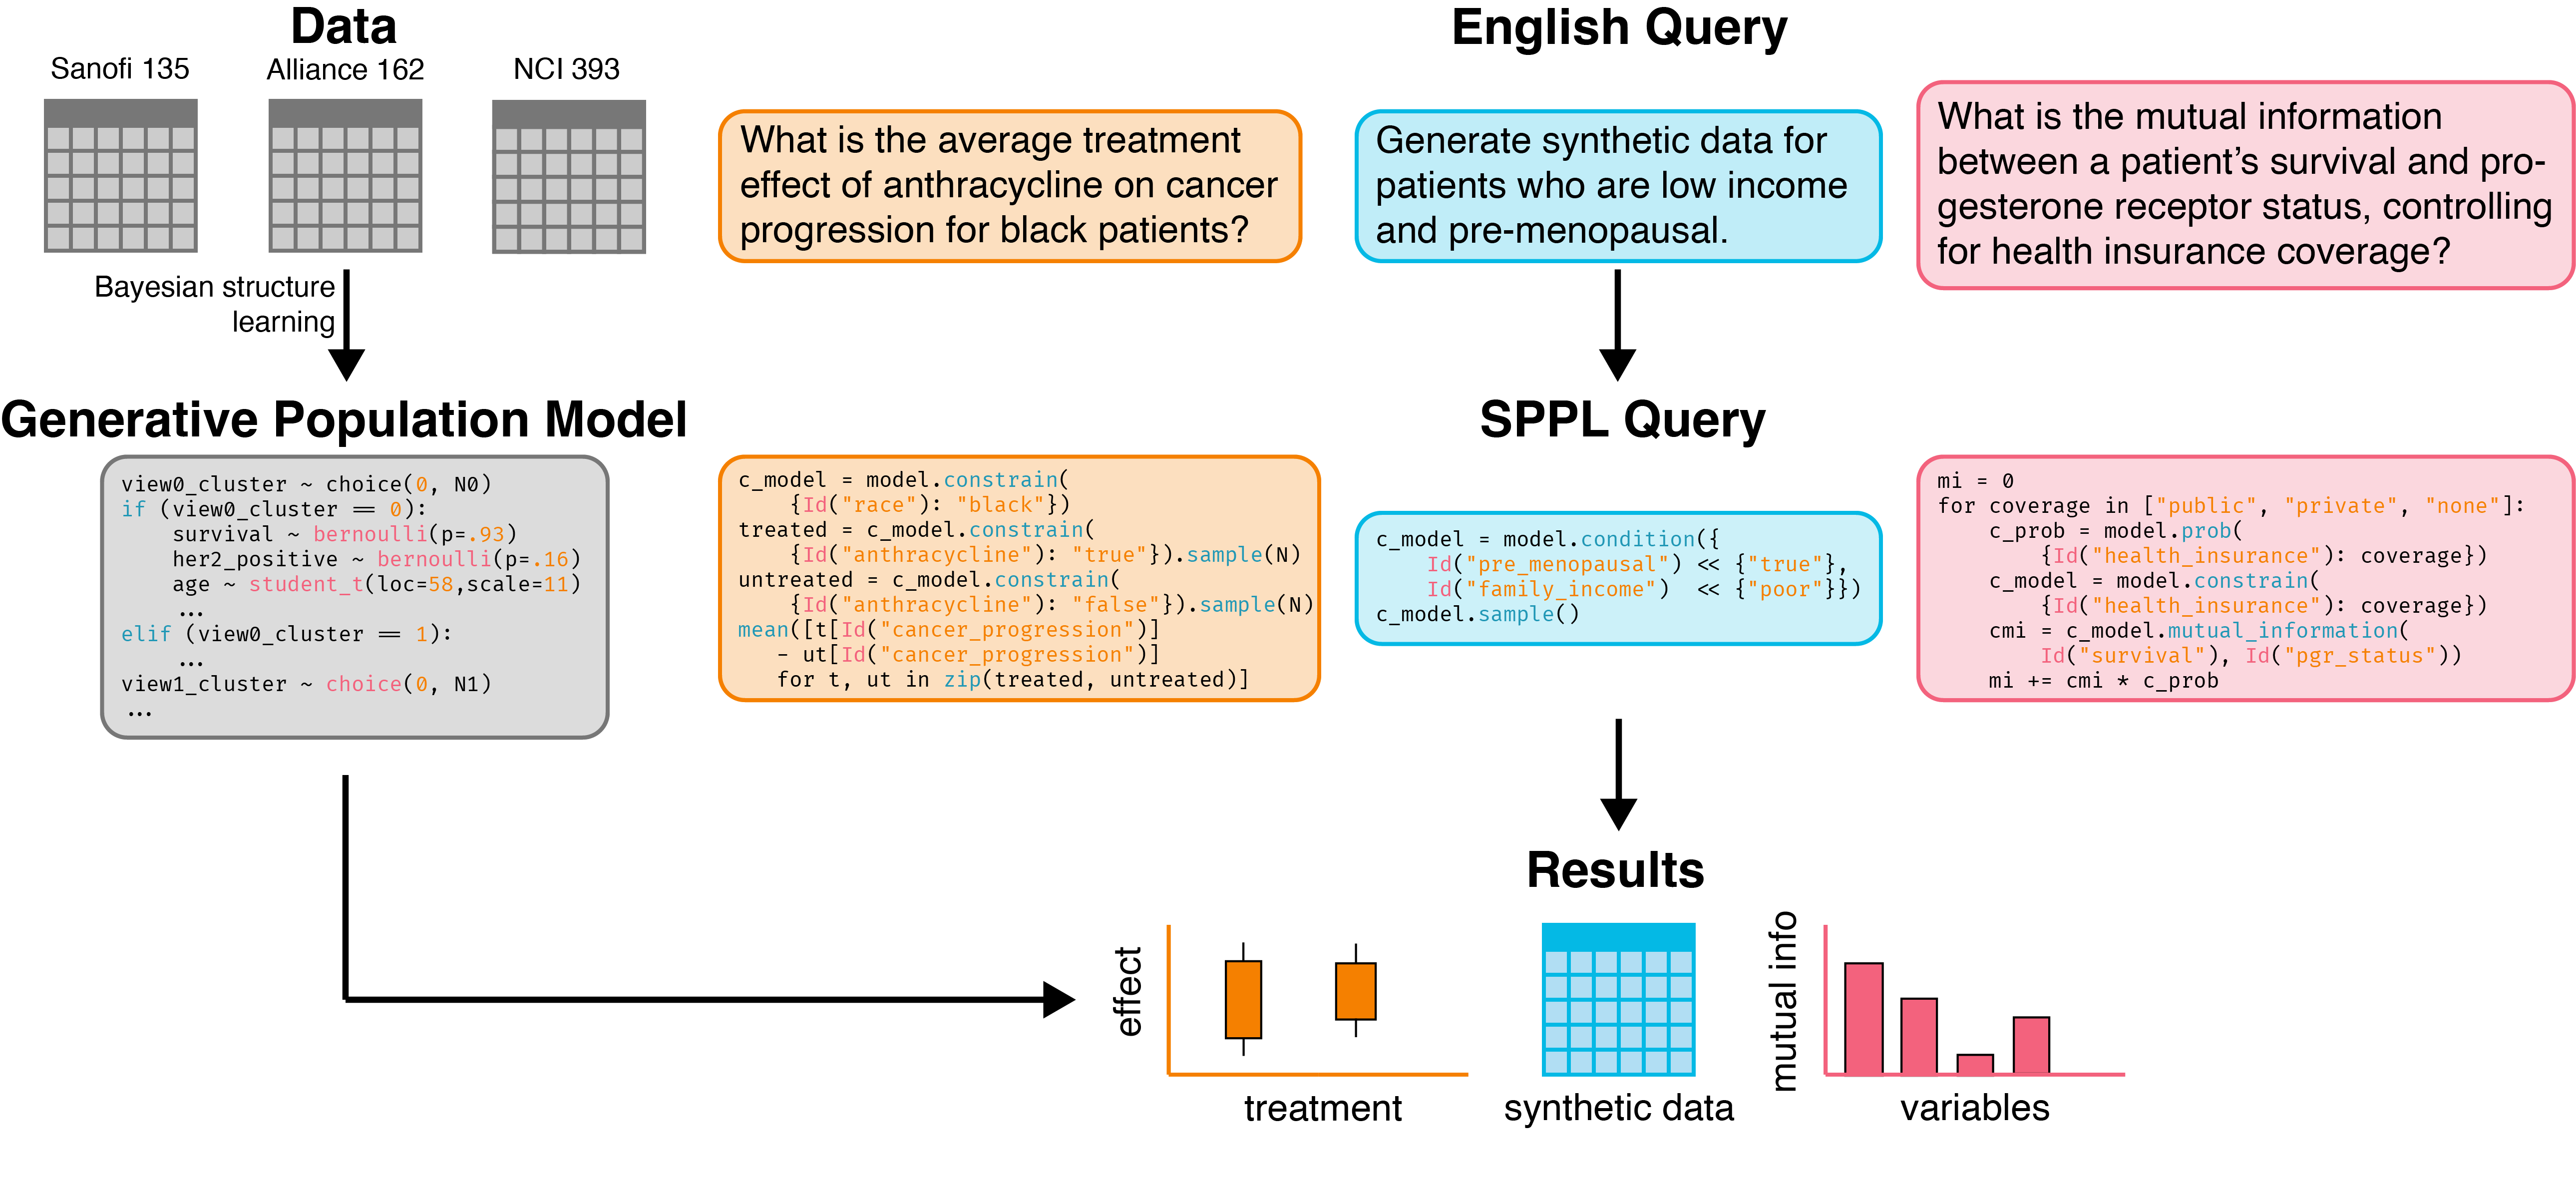 Data
Sanofi 135
Alliance 162
NCI 393
Bayesian structure
learning
Generative Population Model
view0_cluster ~ choice(0, N0)
if (view0_cluster == 0):
    survival ~ bernoulli(p=.93)
    her2_positive ~ bernoulli(p=.16)
    age ~ student_t(loc=58,scale=11)
    ...
elif (view0_cluster == 1):
    ...
view1_cluster ~ choice(0, N1)
...
English Query
What is the average treatment
effect of anthracycline on cancer
progression for black patients?
Generate synthetic data for
patients who are low income
and pre-menopausal.
What is the mutual information
between a patient’s survival and pro-
gesterone receptor status, controlling
for health insurance coverage?
SPPL Query
c_model = model.constrain(
    {Id("race"): "black"})
treated = c_model.constrain(
    {Id("anthracycline"): "true"}).sample(N)
untreated = c_model.constrain(
    {Id("anthracycline"): "false"}).sample(N)
mean([t[Id("cancer_progression")]
   - ut[Id("cancer_progression")]
   for t, ut in zip(treated, untreated)]
c_model = model.condition({
    Id("pre_menopausal") << {"true"},
    Id("family_income")  << {"poor"}})
c_model.sample()
mi = 0
for coverage in ["public", "private", "none"]:
    c_prob = model.prob(
        {Id("health_insurance"): coverage})
    c_model = model.constrain(
        {Id("health_insurance"): coverage})
    cmi = c_model.mutual_information(
        Id("survival"), Id("pgr_status"))
    mi += cmi * c_prob
Results
effect
treatment
synthetic data
mutual info
variables